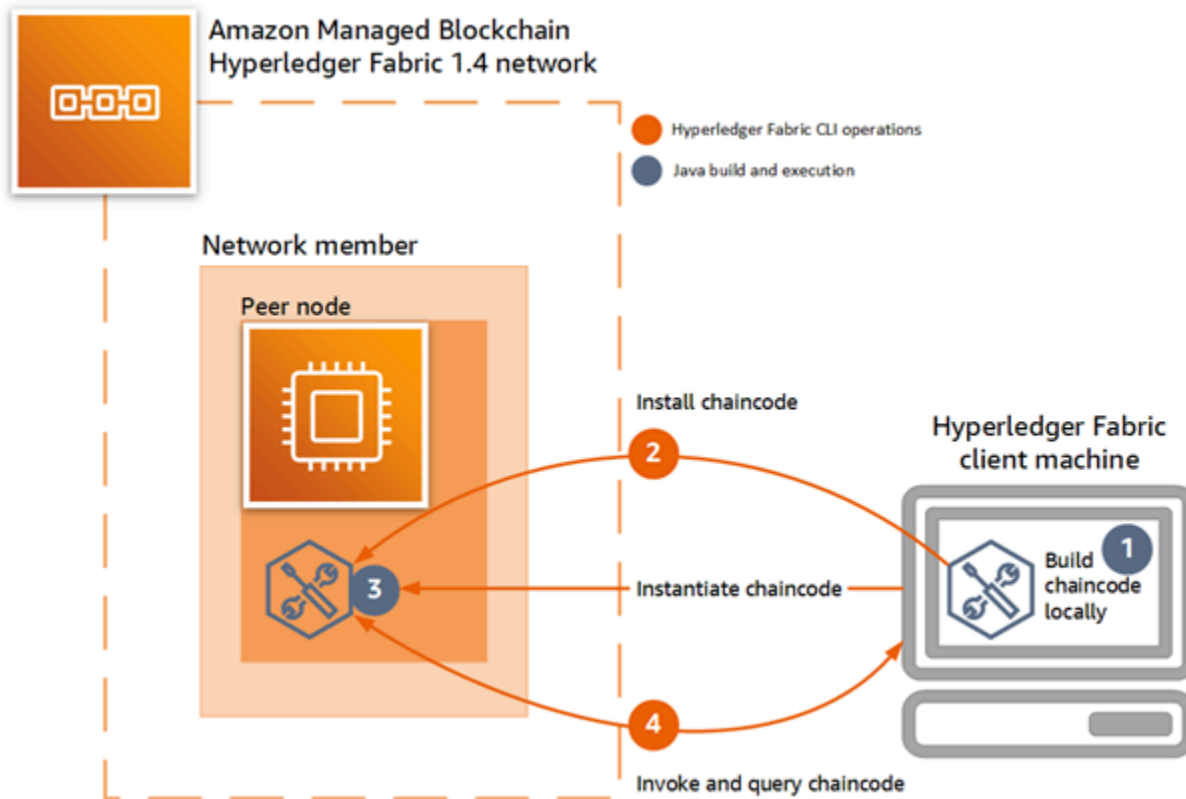 Amazon Managed Blockchain
Hyperledger Fabric 1.4 network
Hyperledger Fabric CLI operations
Java build and execution
Network member
Peer node
Install chaincode
2
Hyperledger Fabric
client machine
1
Build
chaincode
locally
3
Instantiate chaincode
4
Invoke and query chaincode